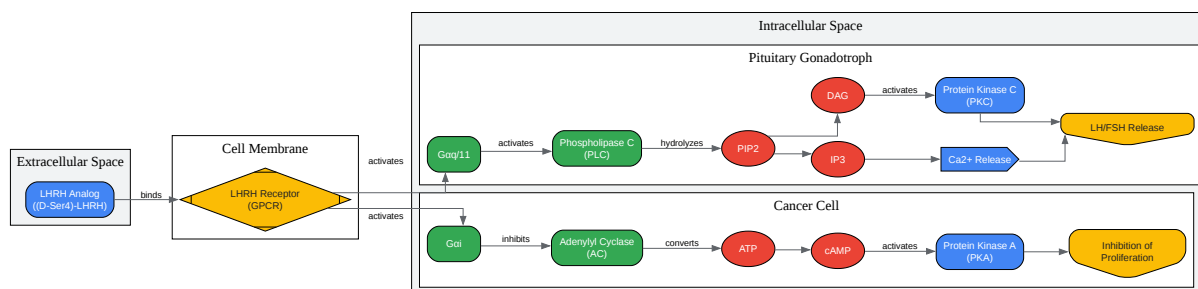 Intracellular Space
Pituitary Gonadotroph
DAG
activates
Protein Kinase C
(PKC)
LH/FSH Release
Extracellular Space
LHRH Analog
((D-Ser4)-LHRH)
binds
Cell Membrane
LHRH Receptor
(GPCR)
activates
Gαq/11
activates
Phospholipase C
(PLC)
hydrolyzes
PIP2
IP3
Ca2+ Release
Cancer Cell
activates
Gαi
inhibits
Adenylyl Cyclase
(AC)
converts
ATP
cAMP
activates
Protein Kinase A
(PKA)
Inhibition of
Proliferation